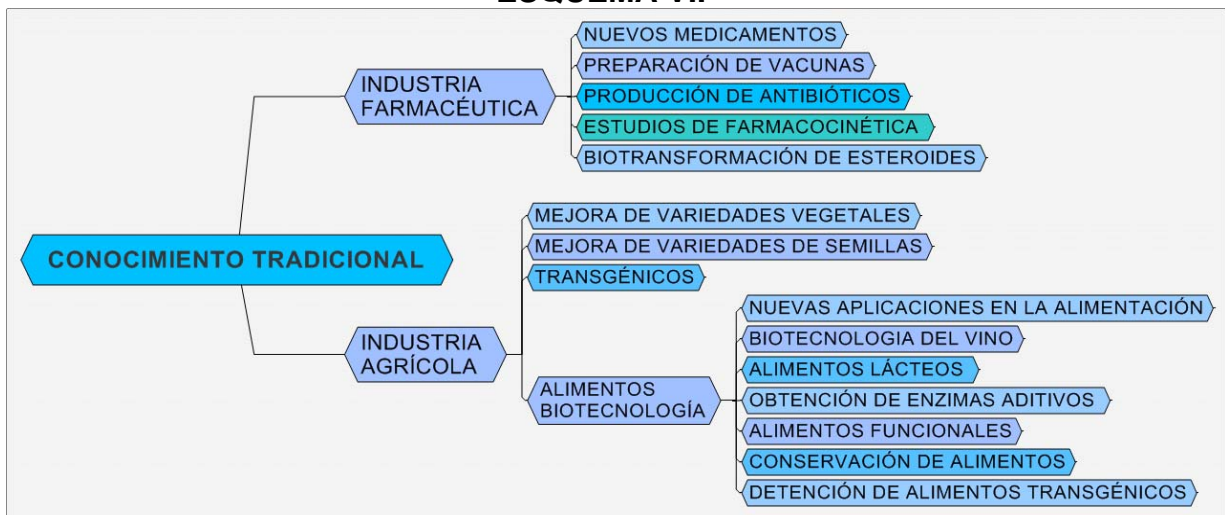 NUEVOS MEDICAMENTOS
PREPARACIÓN DE VACUNAS
INDUSTRIA
FARMACÉUTICA
PRODUCCIÓN DE ANTIBIÓTICOS
ESTUDIOS DE FARMACOCINÉTICA
BIOTRANSFORMACIÓN DE ESTEROIDES
MEJORA DE VARIEDADES VEGETALES
MEJORA DE VARIEDADES DE SEMILLAS
CONOCIMIENTO TRADICIONAL
TRANSGÉNICOS
NUEVAS APLICACIONES EN LA ALIMENTACIÓN
BIOTECNOLOGIA DEL VINO
INDUSTRIA
AGRÍCOLA
ALIMENTOS LÁCTEOS
ALIMENTOS
BIOTECNOLOGÍA
OBTENCIÓN DE ENZIMAS ADITIVOS
ALIMENTOS FUNCIONALES
CONSERVACIÓN DE ALIMENTOS
DETENCIÓN DE ALIMENTOS TRANSGÉNICOS